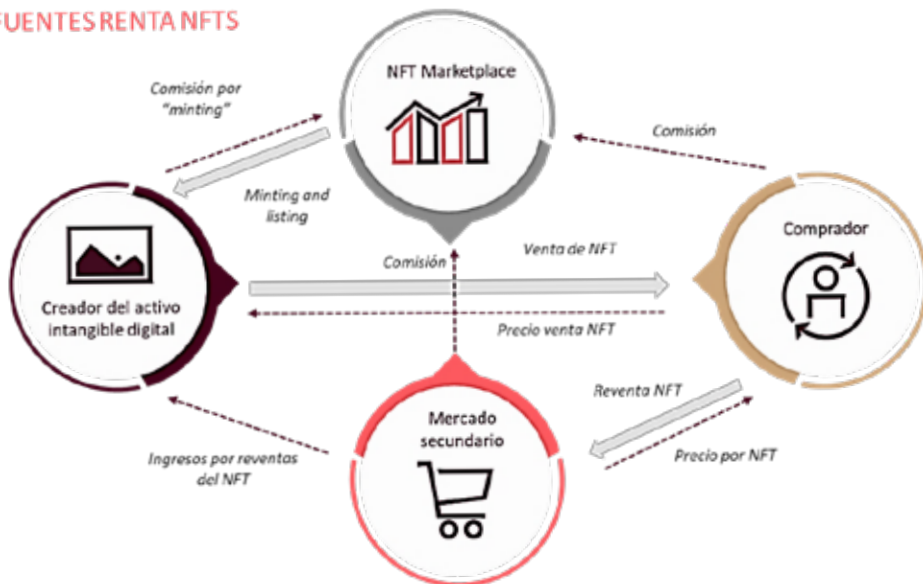 FUENTES RENTA NFTS
NFT Marketplace
Comisión por
"minting"
Comisión
Minting and
listing
Comprador
Venta de NFT
Comisión
Creador del activo
intangible digital
Precio venta NFT
Reventa NFT
Mercado
secundario
Ingresos por reventas
del NFT
Precio por NFT